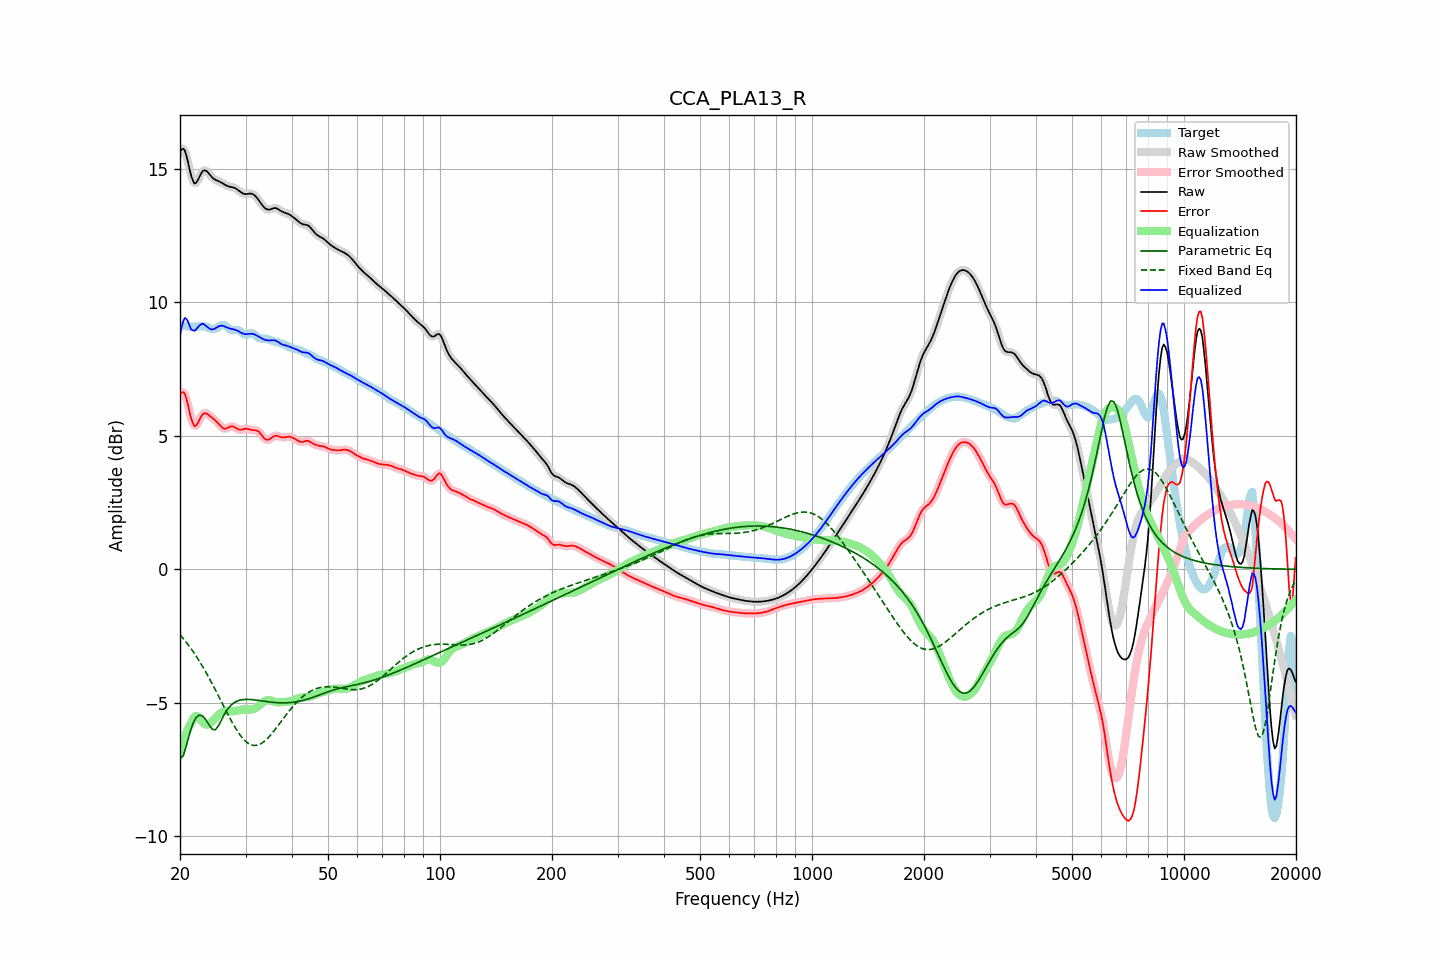 CCA_PLA13_R
Amplitude (dBr)
15
10
5
0
−5
−10
20
50
100
200
500
1000
2000
5000
10000
20000
Frequency (Hz)
Target
Raw Smoothed
Error Smoothed
Raw
Error
Equalization
Parametric Eq
Fixed Band Eq
Equalized